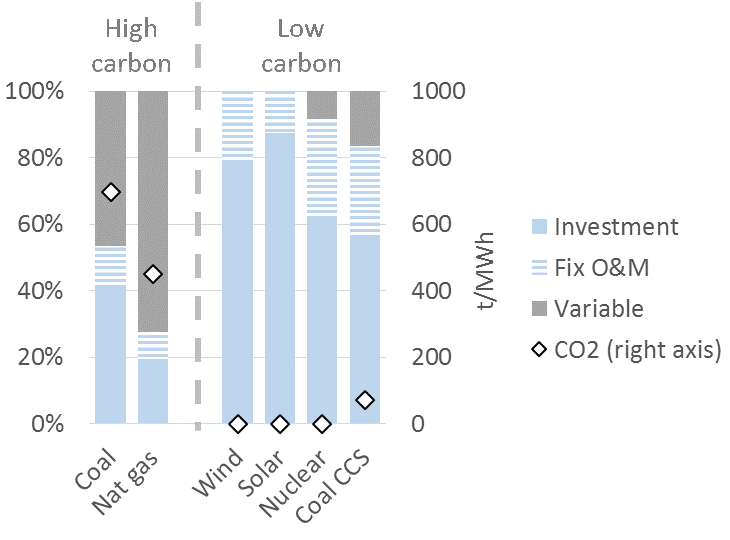 High
carbon
Low
carbon
100%
80%
60%
40%
20%
0%
1000
800
600
400
200
0
t/MWh
Investment
Fix O&M
Variable
CO2 (right axis)
Coal
Nat gas
Wind
Solar
Nuclear
Coal CCS